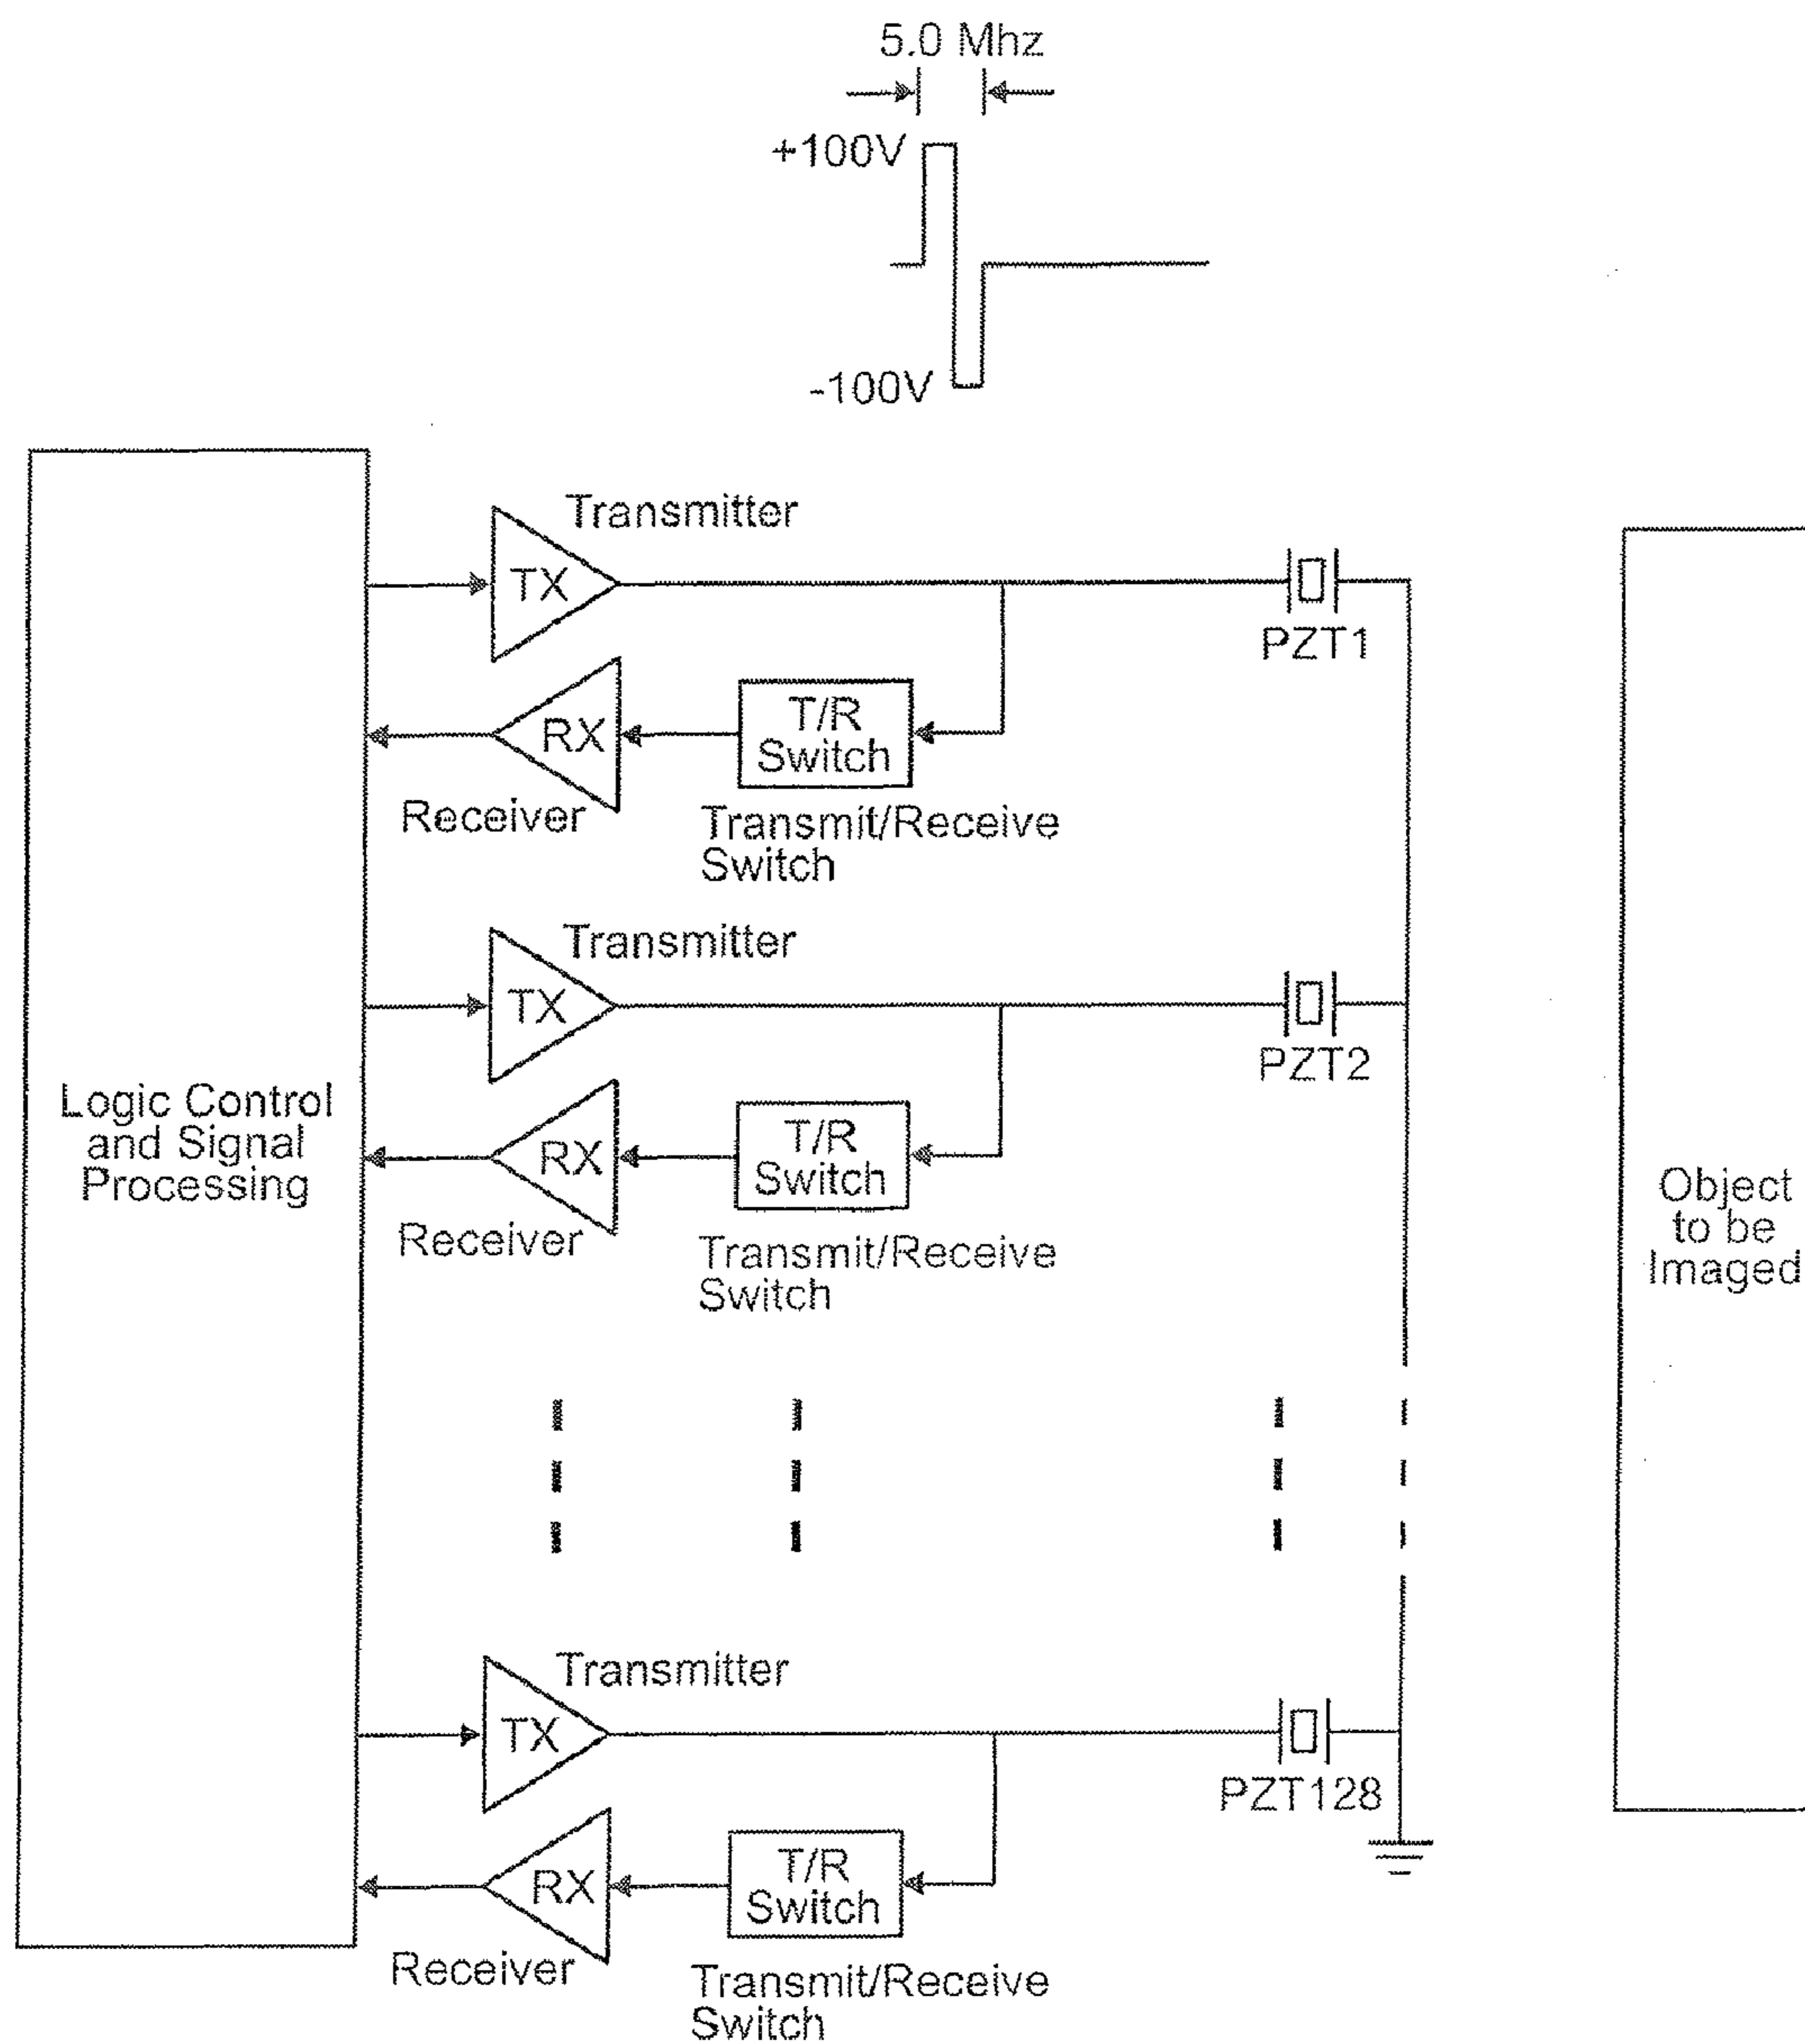 5.0 Mhz
+100V
-100V
Transmitter
TX
PZT1
RX
T/R
Switch
Receiver
Transmit/Receive
Switch
Transmitter
TX
PZT2
Logic Control
and Signal
Processing
RX
T/R
Switch
Receiver
Transmit/Receive
Switch
Object
to be
Imaged
Transmitter
TX
PZT128
RX
T/R
Switch
Receiver
Transmit/Receive
Switch